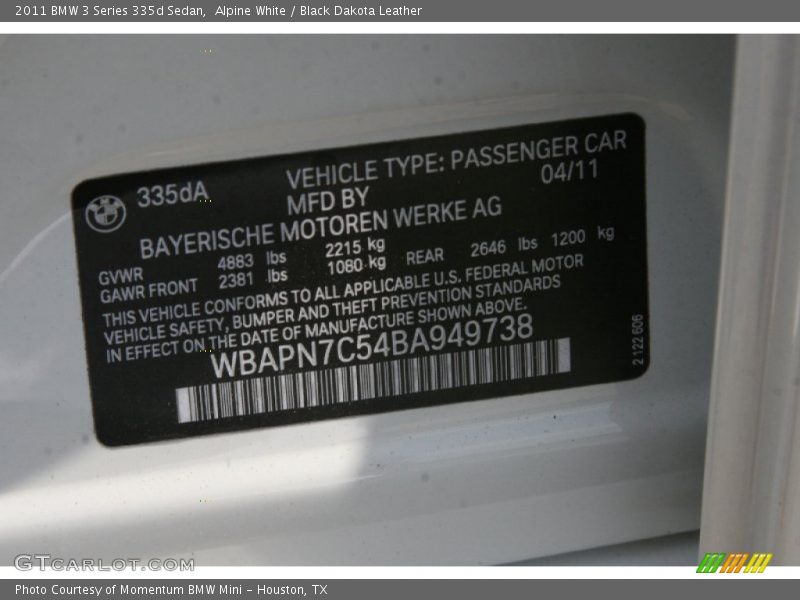 2011 BMW 3 Series 335d Sedan,  Alpine White / Black Dakota Leather
335dA
VEHICLE TYPE: PASSENGER CAR
MFD BY 04/11
BAYERISCHE MOTOREN WERKE AG
GVWR 4883 lbs 2215 kg
GAWR FRONT 2381 lbs 1080 kg REAR 2646 lbs 1200 kg
THIS VEHICLE CONFORMS TO ALL APPLICABLE U.S. FEDERAL MOTOR
VEHICLE SAFETY, BUMPER AND THEFT PREVENTION STANDARDS
IN EFFECT ON THE DATE OF MANUFACTURE SHOWN ABOVE.
WBAPN7C54BA949738
2 122 606
GTCARLOT.COM
Photo Courtesy of Momentum BMW Mini - Houston, TX